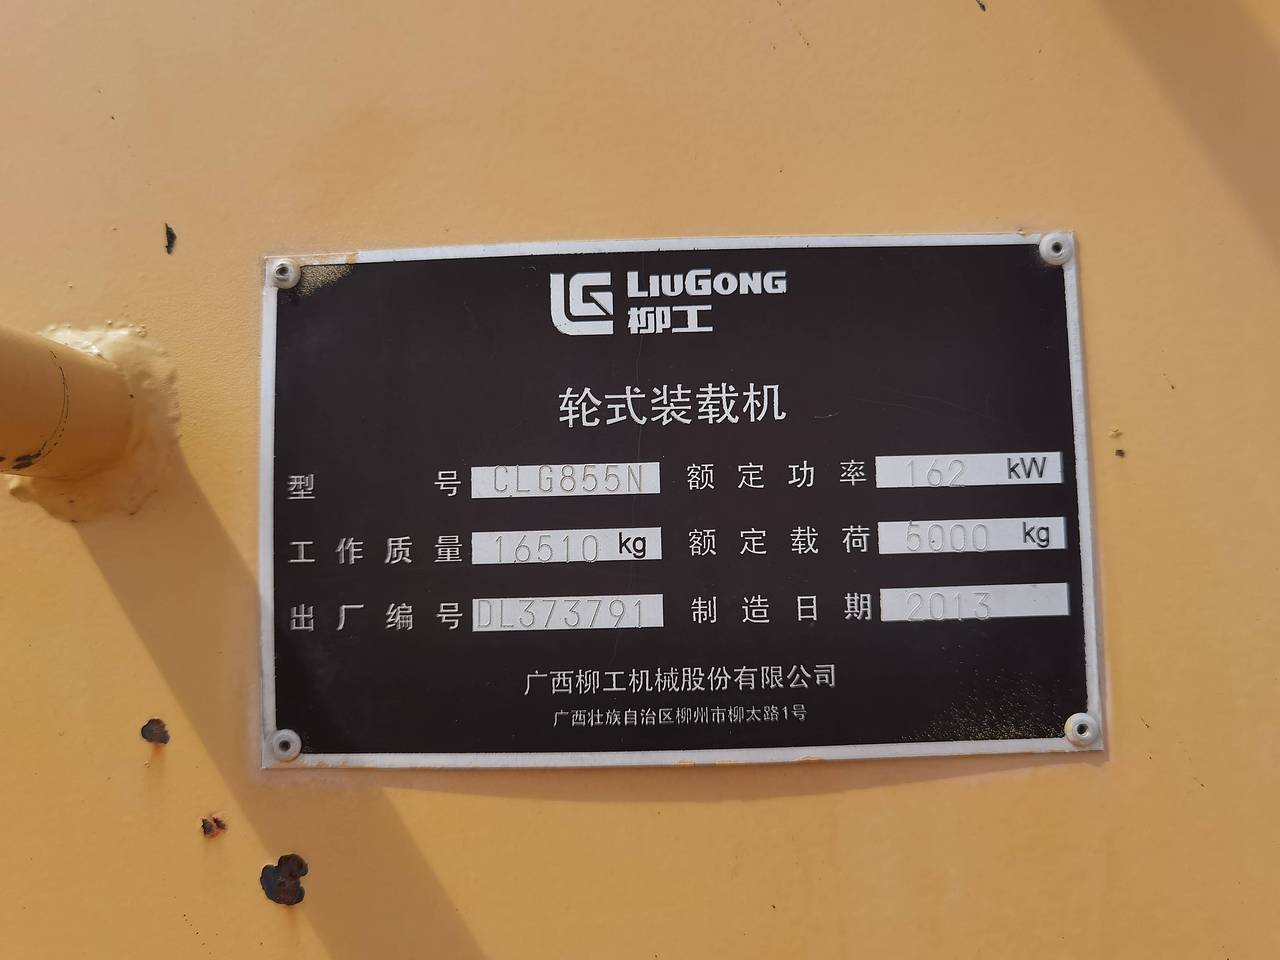 LIUGONG
柳工
轮式装载机
型号 CLG855N 额定功率 162 kW
工作质量 16510 kg 额定载荷 5000 kg
出厂编号 DL373791 制造日期 2013
广西柳工机械股份有限公司
广西壮族自治区柳州市柳太路1号